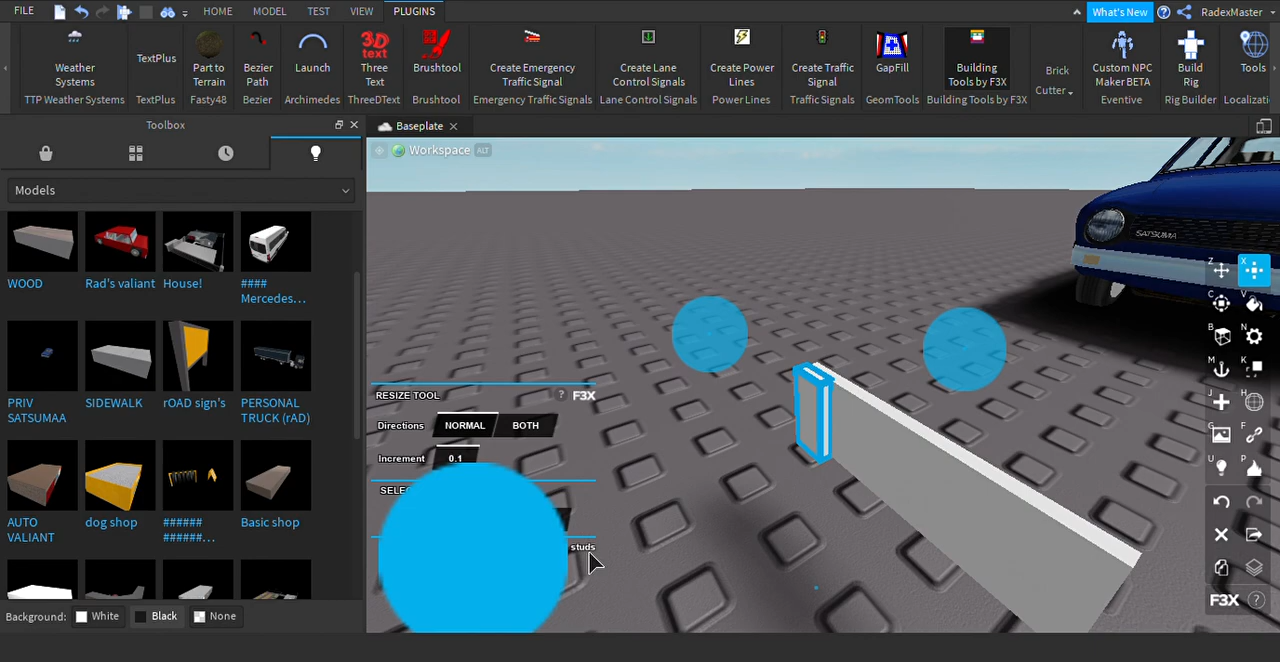 FILE HOME MODEL TEST VIEW PLUGINS What's New RadexMaster
Weather
Systems
TTP Weather Systems
TextPlus
TextPlus
Part to
Terrain
Fasty48
Bezier
Path
Bezier
Launch
Archimedes
3D
text
Three
Text
ThreeDText
Brushtool
Brushtool
Create Emergency
Traffic Signal
Emergency Traffic Signals
Create Lane
Control Signals
Lane Control Signals
Create Power
Lines
Power Lines
Create Traffic
Signal
Traffic Signals
GapFill
GeomTools
Building
Tools by F3X
Building Tools by F3X
Brick
Cutter
Custom NPC
Maker BETA
Eventive
Build
Rig
Rig Builder
Tools
Localizati
Toolbox
Baseplate
Models
Workspace ALT
WOOD
Rad's valiant
House!
####
Mercedes...
PRIV
SATSUMAA
SIDEWALK
rOAD sign's
PERSONAL
TRUCK (rAD)
AUTO
VALIANT
dog shop
######
######...
Basic shop
Background: White Black None
SATSUMA
RESIZE TOOL ? F3X
Directions NORMAL BOTH
Increment 0.1
SELE
studs
Z X
C V
B N
M K
J H
G F
U P
F3X ?